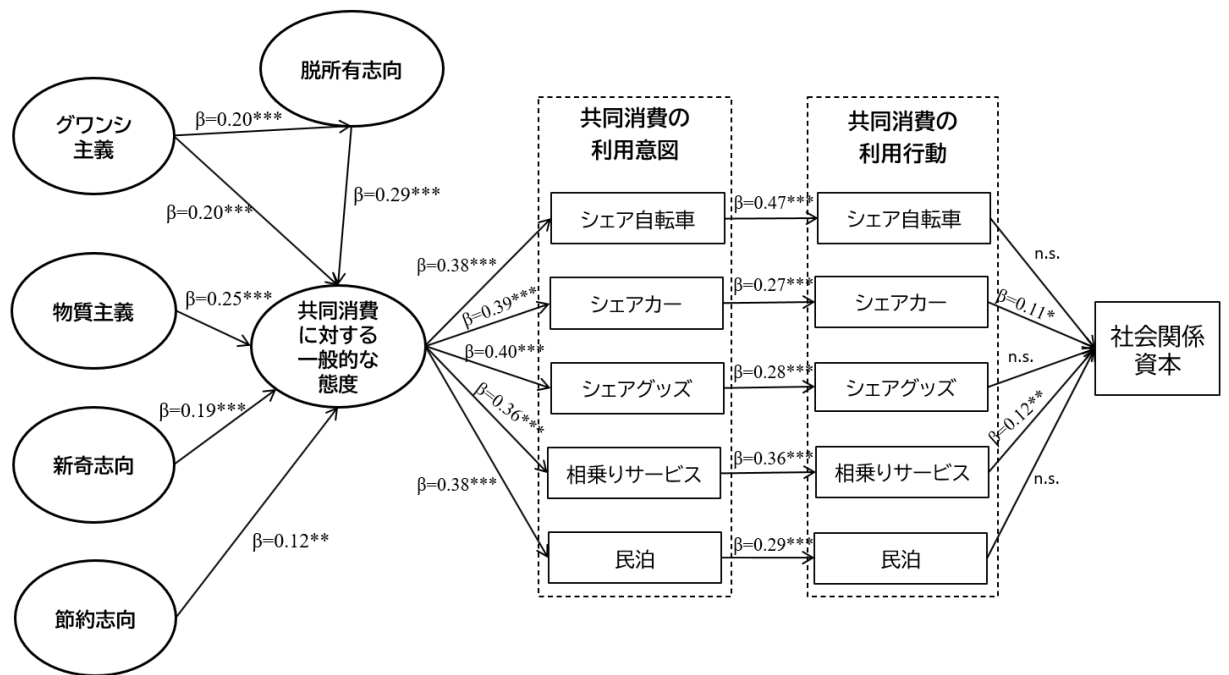 脱所有志向
グワンシ
主義
β=0.20***
β=0.20***
β=0.29***
物質主義
β=0.25***
共同消費
に対する
一般的な
態度
新奇志向
β=0.19***
節約志向
β=0.12**
共同消費の
利用意図
共同消費の
利用行動
β=0.38***
シェア自転車
β=0.47***
シェア自転車
n.s.
β=0.39***
シェアカー
β=0.27***
シェアカー
β=0.11*
β=0.40***
シェアグッズ
β=0.28***
シェアグッズ
n.s.
β=0.36***
相乗りサービス
β=0.36***
相乗りサービス
β=0.12**
β=0.38***
民泊
β=0.29***
民泊
n.s.
社会関係
資本